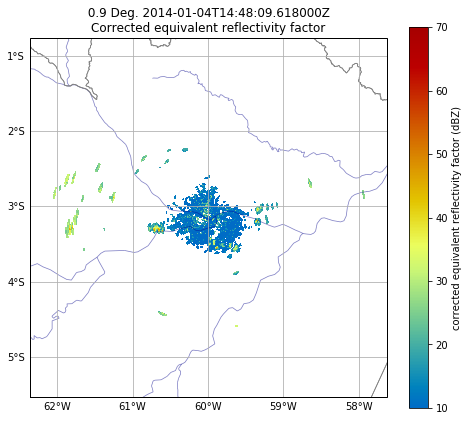 0.9 Deg. 2014-01-04T14:48:09.618000Z
Corrected equivalent reflectivity factor
1°S
2°S
3°S
4°S
5°S
62°W 61°W 60°W 59°W 58°W
70
60
50
40
30
20
10
corrected equivalent reflectivity factor (dBZ)